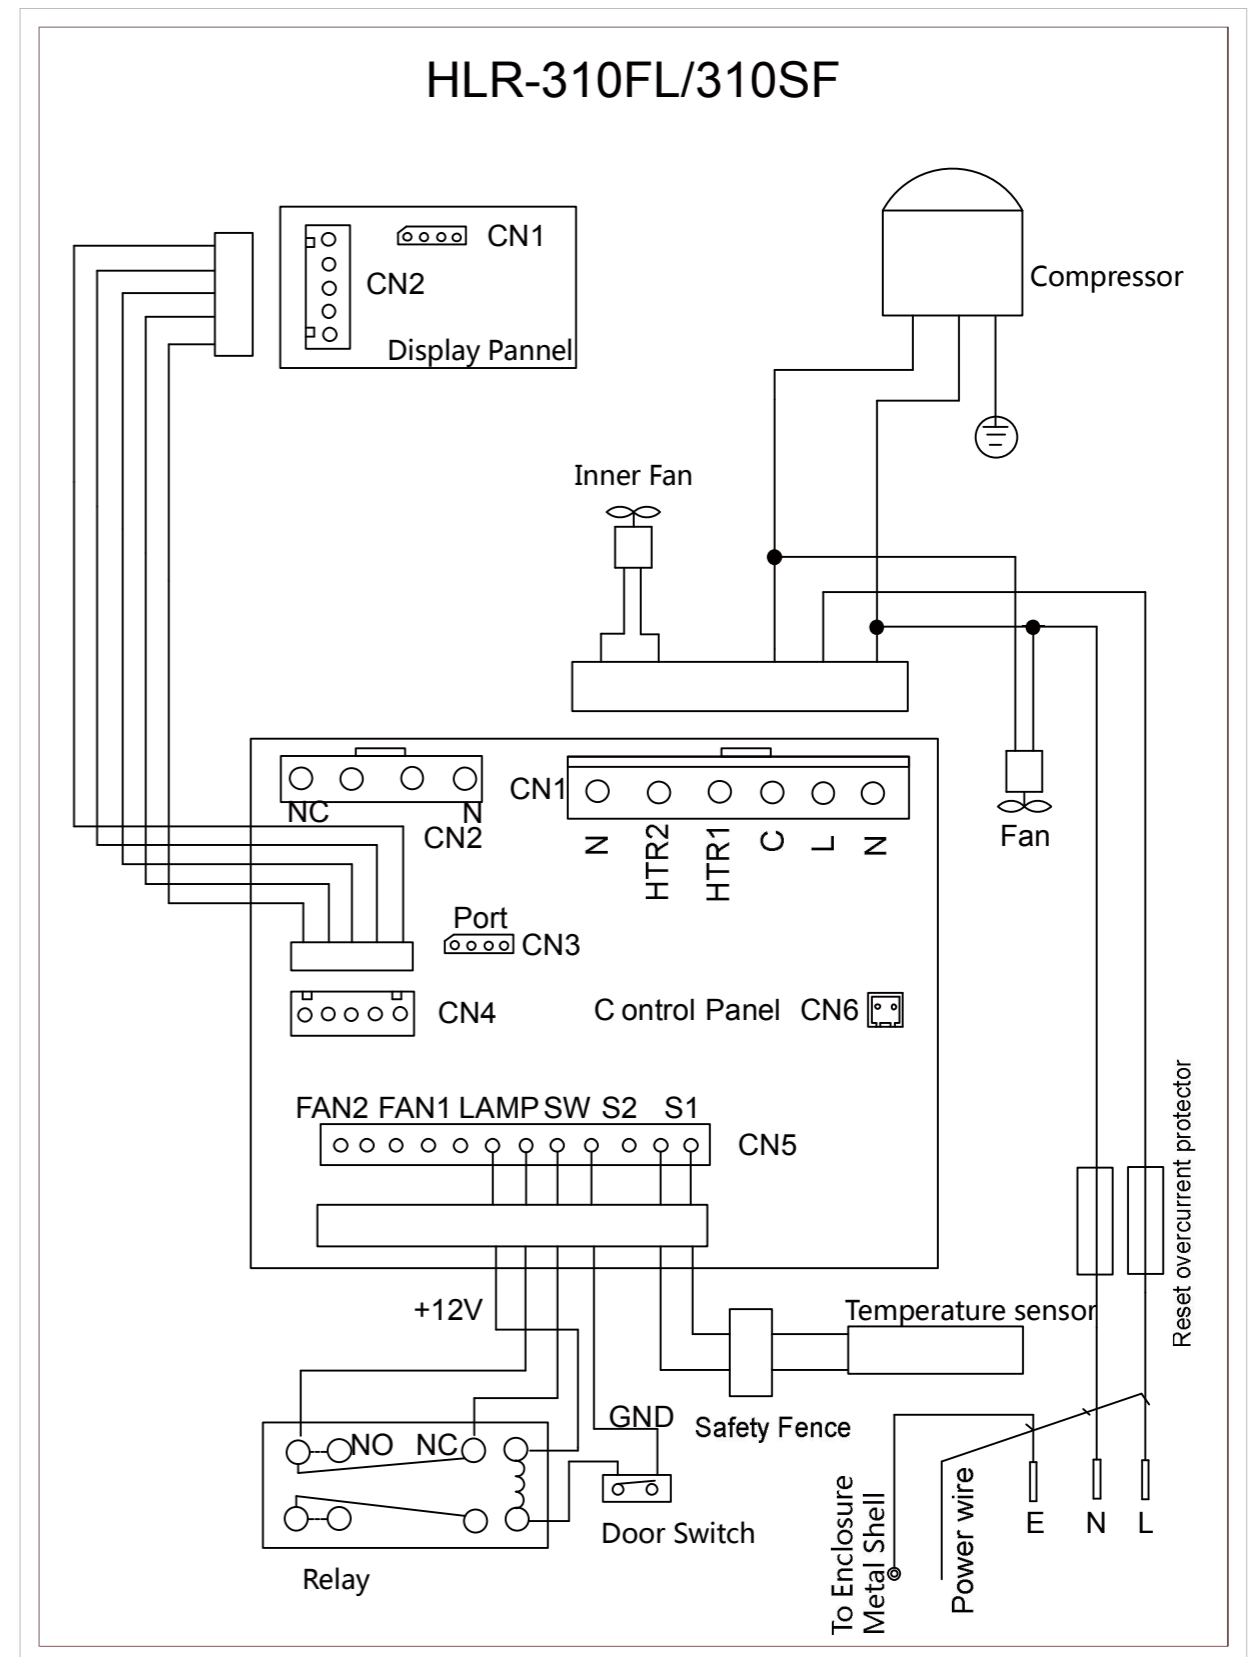 HLR-310FL/310SF
CN1
CN2
Display Pannel
Compressor
Inner Fan
NC
N
CN2
CN1
N
HTR2
HTR1
C
L
N
Fan
Port
CN3
CN4
C ontrol Panel
CN6
FAN2 FAN1 LAMP SW S2 S1
CN5
Reset overcurrent protector
+12V
Temperature sensor
GND
Safety Fence
NO
NC
Door Switch
Relay
To Enclosure
Metal Shell
Power wire
E
N
L